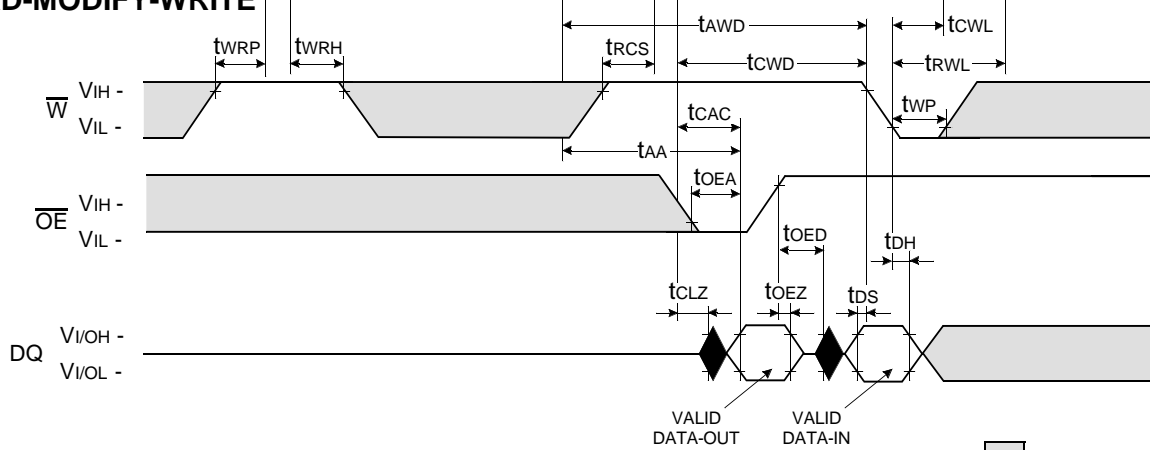 D-MODIFY-WRITE
tAWD
tCWL
tWRP
tWRH
tRCS
tCWD
tRWL
W
VIH -
VIL -
tCAC
tWP
tAA
tOEA
OE
VIH -
VIL -
tOED
tDH
tCLZ
tOEZ
tDS
DQ
VI/OH -
VI/OL -
VALID
DATA-OUT
VALID
DATA-IN